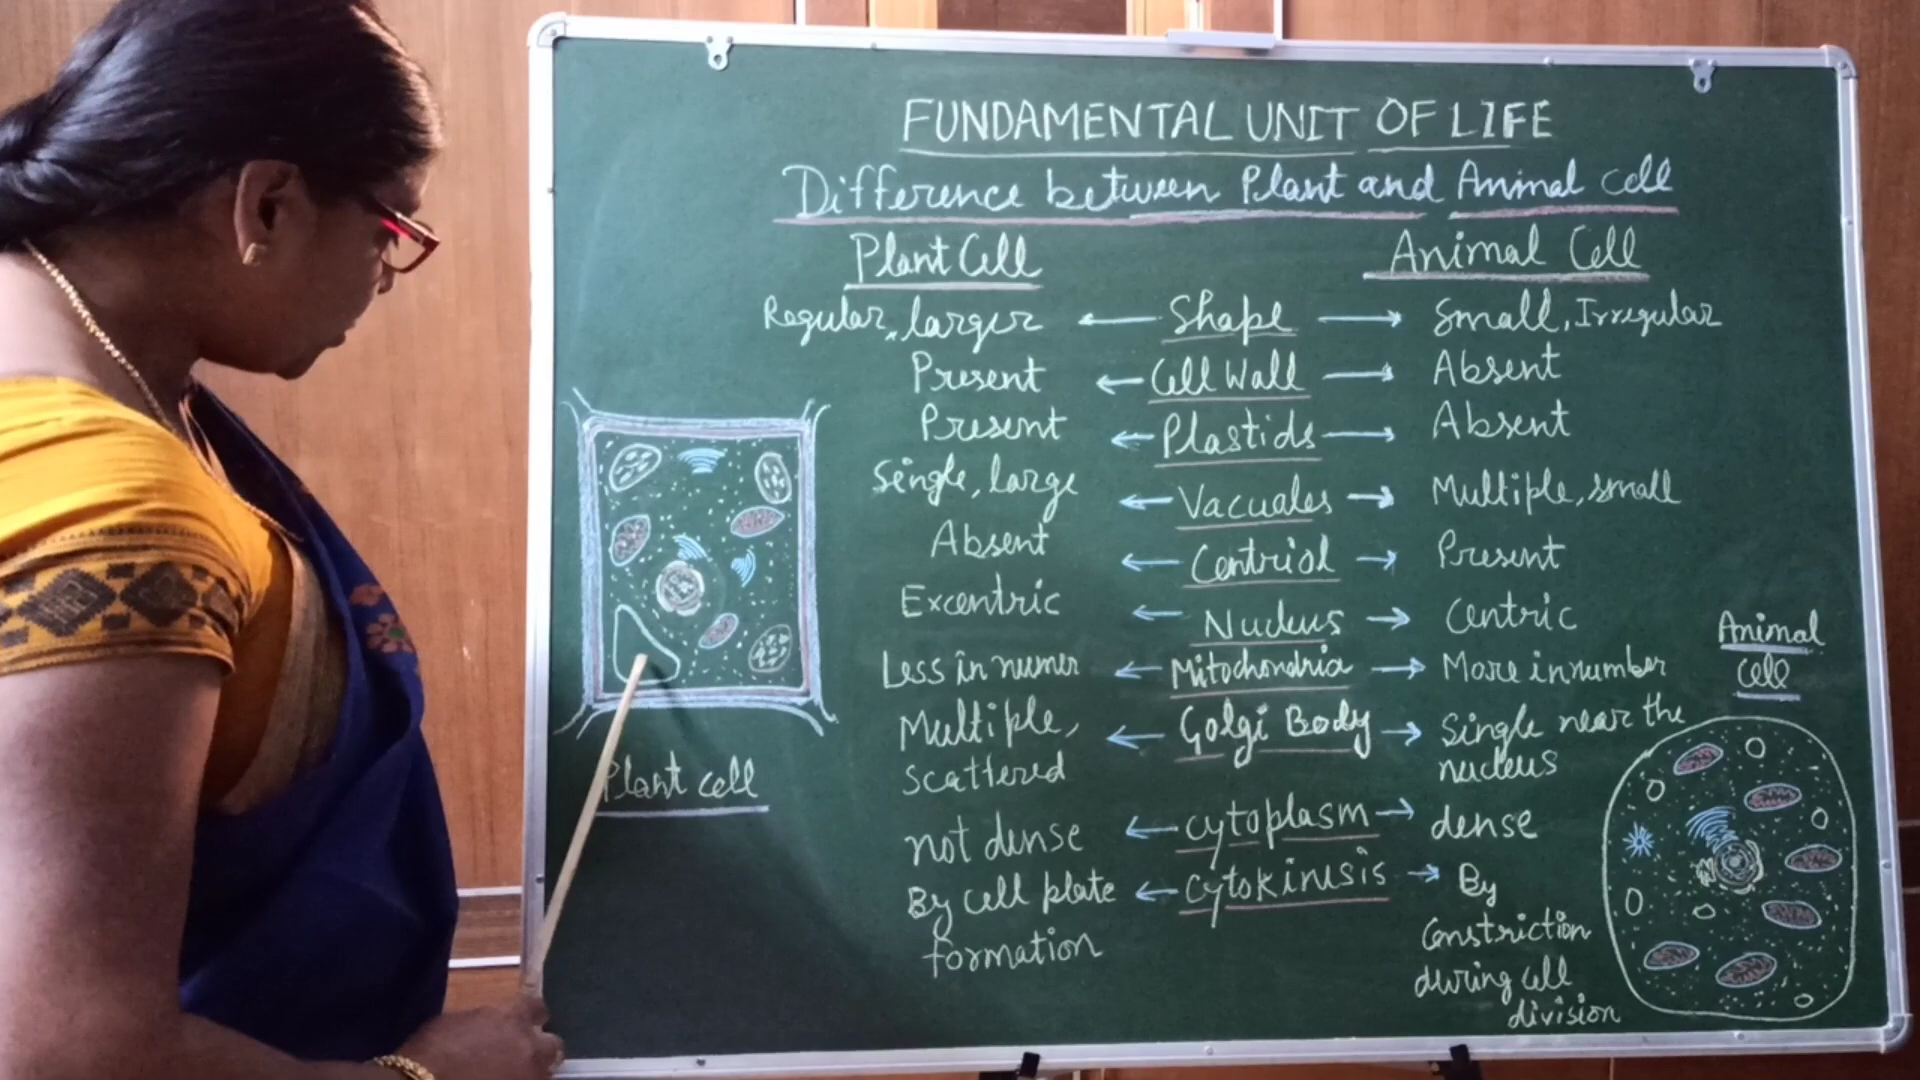 FUNDAMENTAL UNIT OF LIFE
Difference between Plant and Animal cell
Plant Cell Animal Cell
Regular, larger ← Shape → Small, Irregular
Present ← Cell Wall → Absent
Present ← Plastids → Absent
Single, large ← Vacuoles → Multiple, small
Absent ← Centriol → Present
Excentric ← Nucleus → Centric
Less in numer ← Mitochondria → More in number
Multiple, ← Golgi Body → Single near the
scattered nucleus
not dense ← cytoplasm → dense
By cell plate ← cytokinesis → By
formation Constriction
during cell
division
Plant cell
Animal
cell